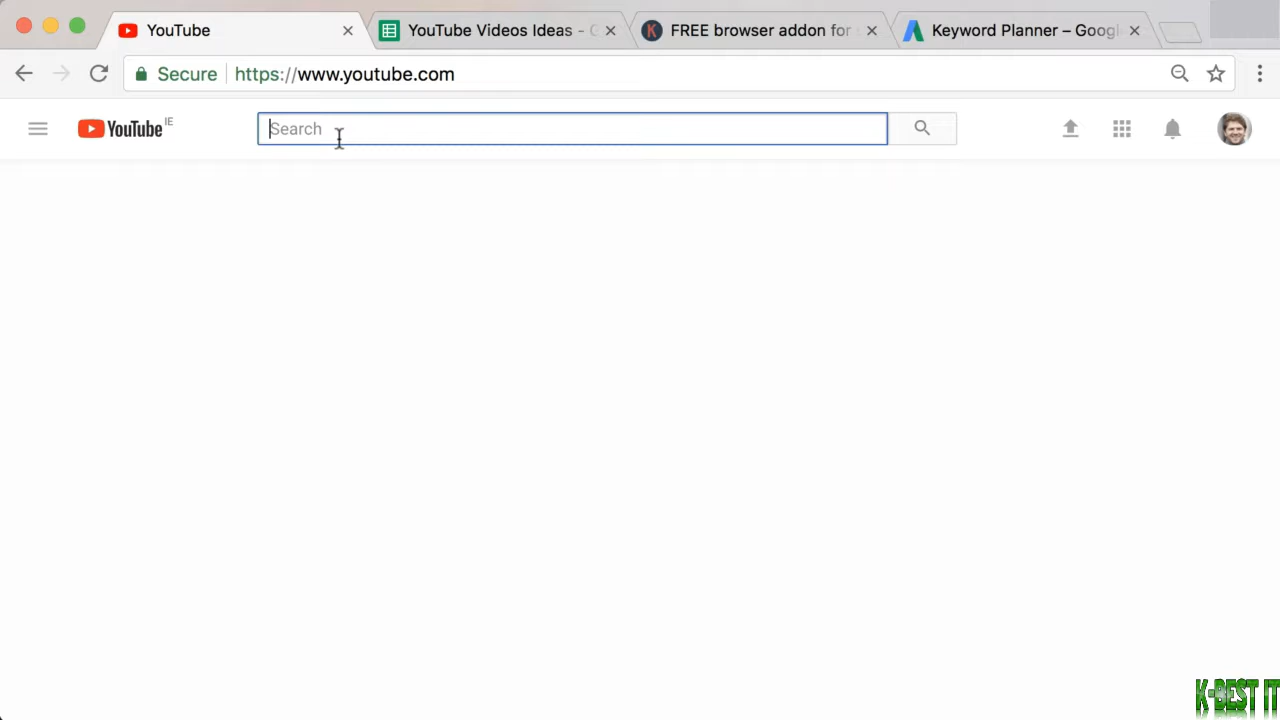 YouTube
YouTube Videos Ideas - G
FREE browser addon for
Keyword Planner – Googl
Secure
https://www.youtube.com
YouTube IE
Search
K-BEST IT